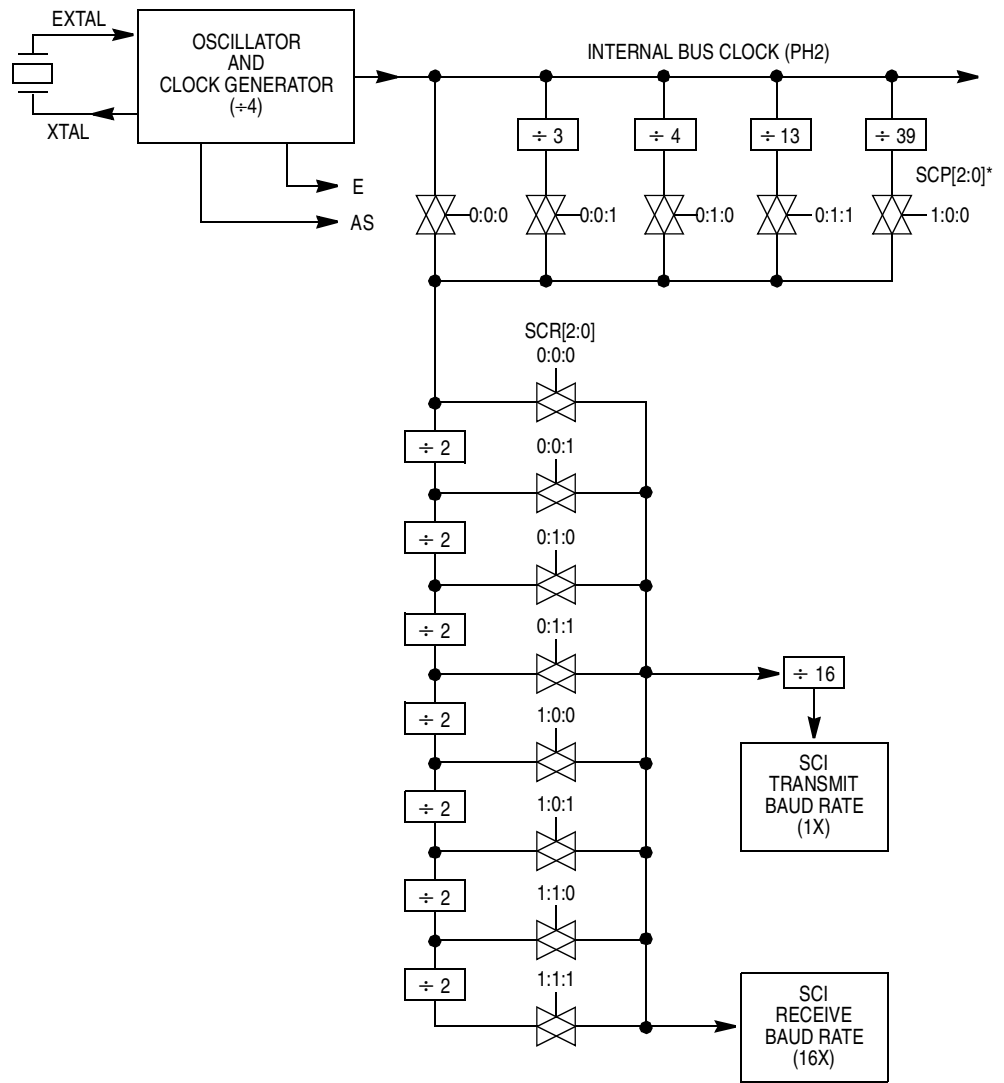 EXTAL
XTAL
OSCILLATOR
AND
CLOCK GENERATOR
(÷4)
E
AS
INTERNAL BUS CLOCK (PH2)
÷ 3
÷ 4
÷ 13
÷ 39
SCP[2:0]*
0:0:0
0:0:1
0:1:0
0:1:1
1:0:0
SCR[2:0]
0:0:0
÷ 2
0:0:1
÷ 2
0:1:0
÷ 2
0:1:1
÷ 2
1:0:0
÷ 2
1:0:1
÷ 2
1:1:0
÷ 2
1:1:1
÷ 16
SCI
TRANSMIT
BAUD RATE
(1X)
SCI
RECEIVE
BAUD RATE
(16X)